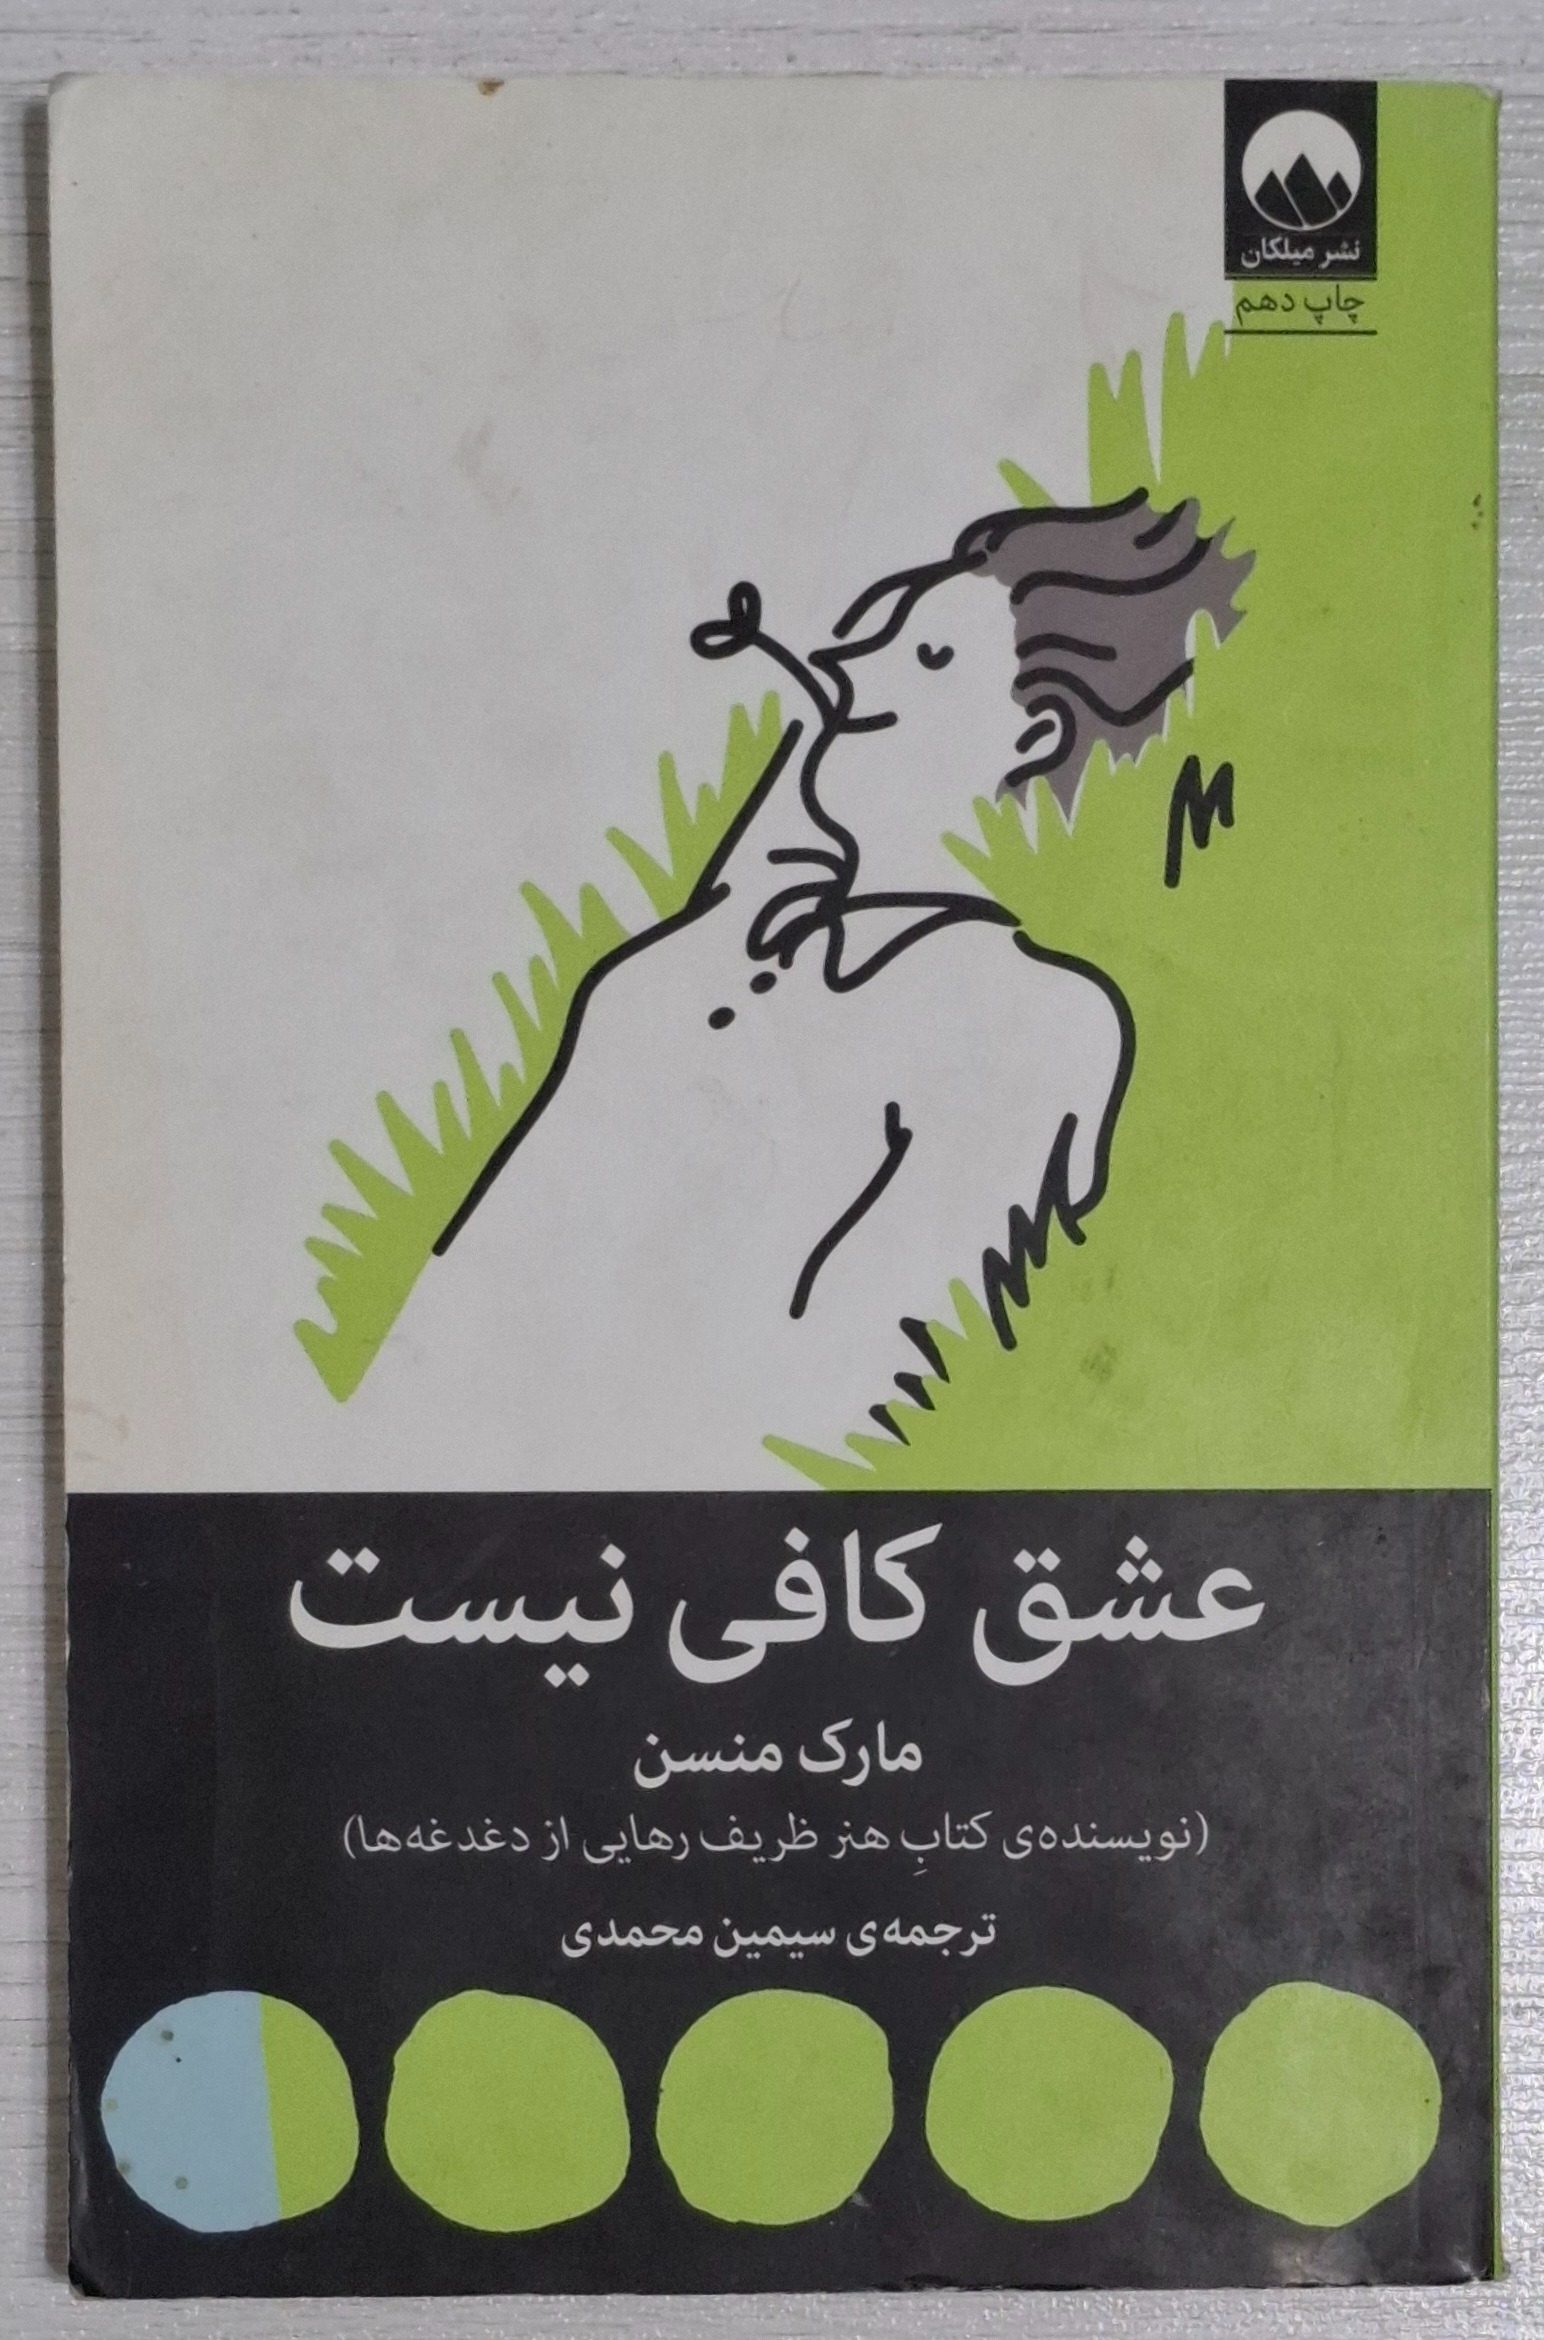 نشر میلکان
چاپ دهم
عشق کافی نیست
مارک منسن
(نویسنده‌ی کتابِ هنر ظریف رهایی از دغدغه‌ها)
ترجمه‌ی سیمین محمدی